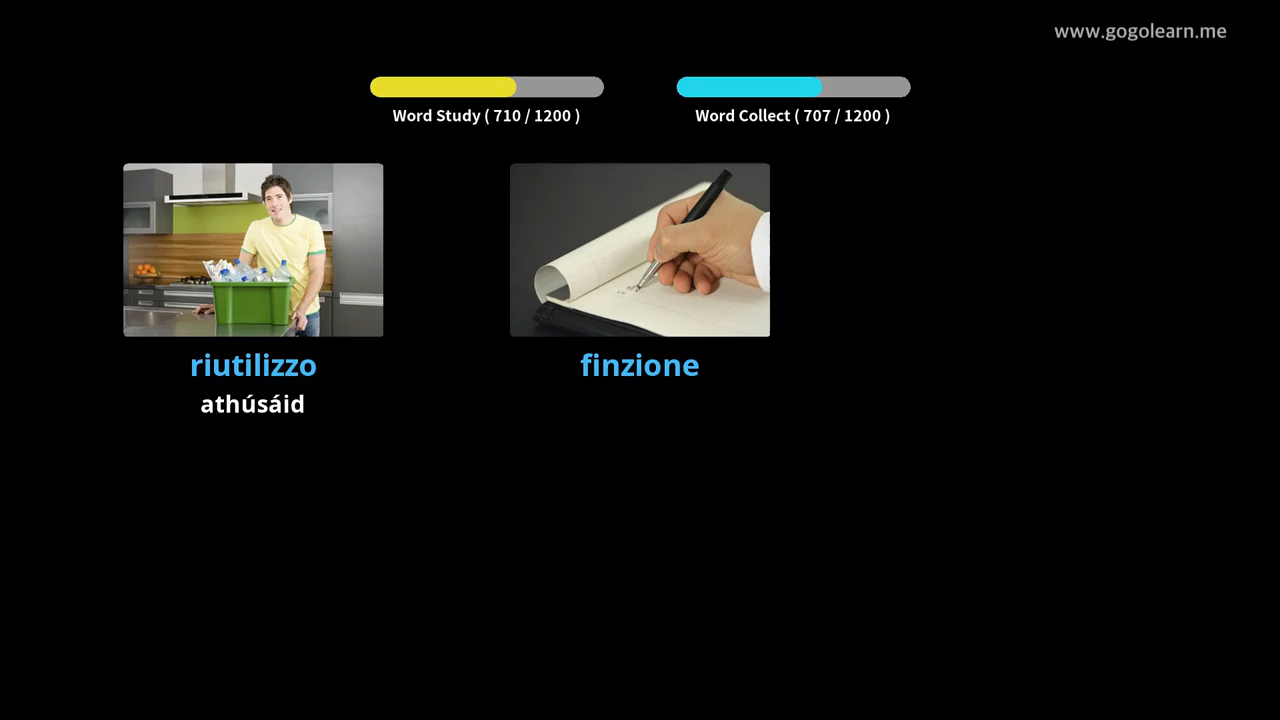 www.gogolearn.me
Word Study ( 710 / 1200 )
Word Collect ( 707 / 1200 )
riutilizzo
athúsáid
finzione